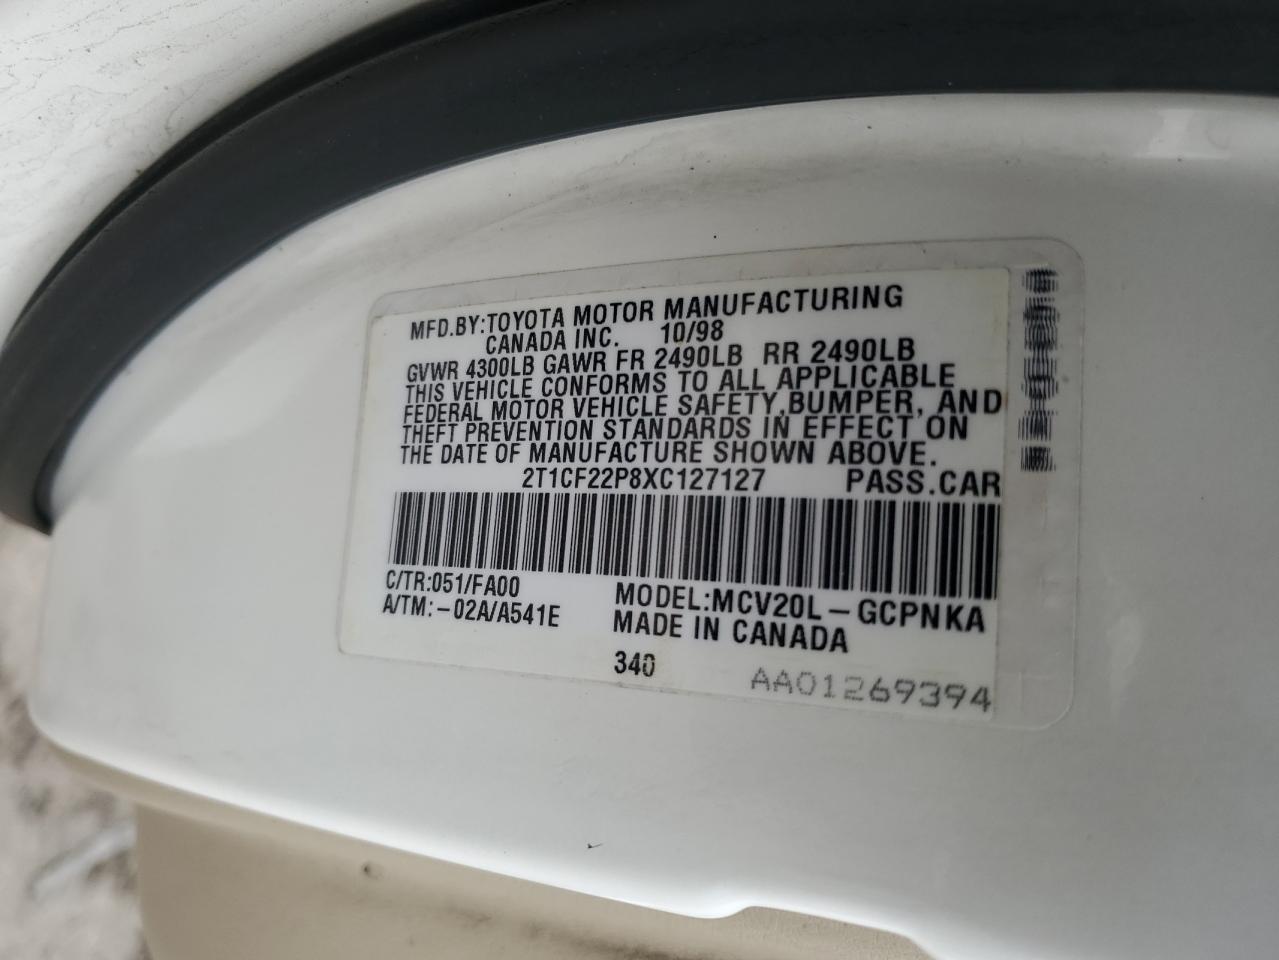 MFD.BY:TOYOTA MOTOR MANUFACTURING
CANADA INC. 10/98
GVWR 4300LB GAWR FR 2490LB RR 2490LB
THIS VEHICLE CONFORMS TO ALL APPLICABLE
FEDERAL MOTOR VEHICLE SAFETY,BUMPER, AND
THEFT PREVENTION STANDARDS IN EFFECT ON
THE DATE OF MANUFACTURE SHOWN ABOVE.
2T1CF22P8XC127127 PASS.CAR
C/TR:051/FA00 MODEL:MCV20L-GCPNKA
A/TM:-02A/A541E MADE IN CANADA
340 AA01269394